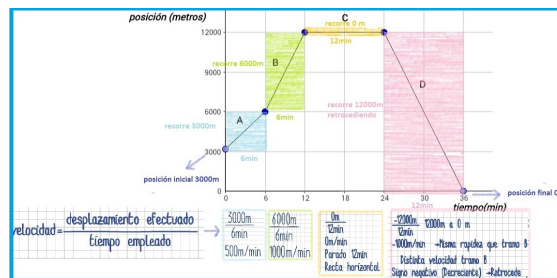 posición (metros)
C
recorre 0 m
12min
12000
B
recorre 6000m
9000
D
6000
6min
A
recorre 3000m
recorre 12000m
retrocediendo
3000
6min
posición inicial 3000m
12min
posición final 0
0 6 12 18 24 30 36
tiempo(min)
velocidad= desplazamiento efectuado
tiempo empleado
3000m
6min
500m/min
6000m
6min
1000m/min
0m
12min
0m/min
Parado 12min
Recta horizontal
-12000m 12000m a 0 m
12min
-1000m/min →Misma rapidez que tramo B
Distinta velocidad tramo B
Signo negativo (Decreciente) →Retrocede